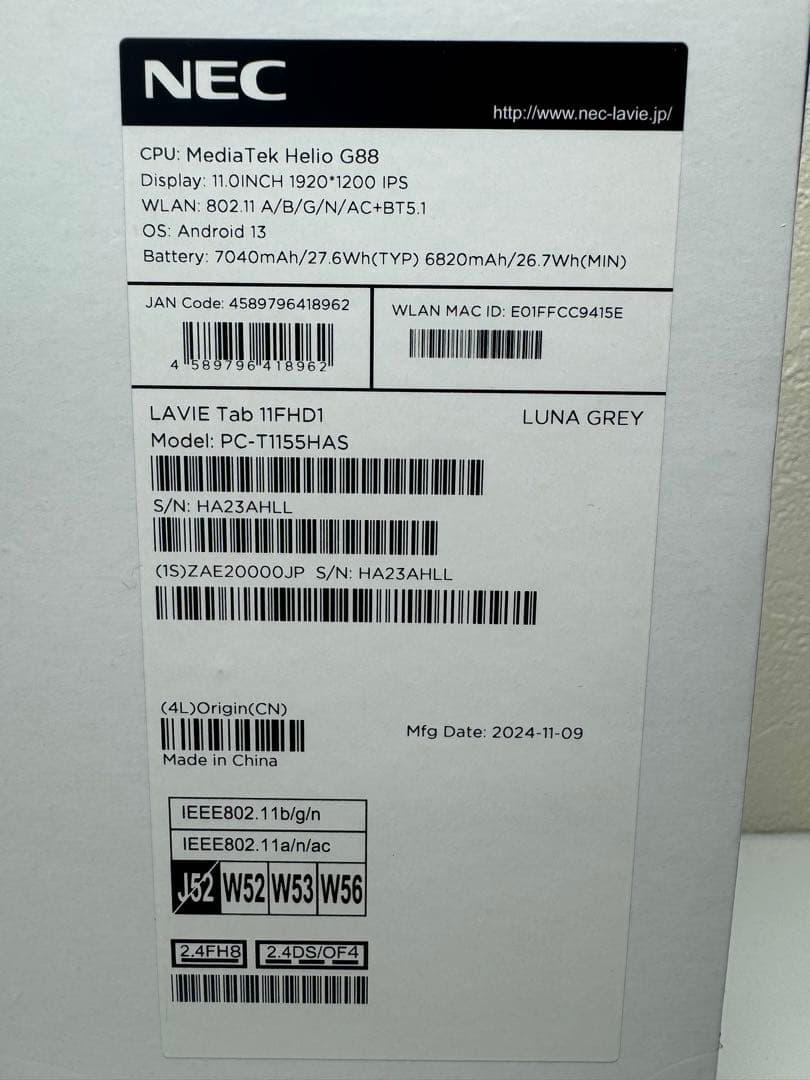 NEC
http://www.nec-lavie.jp/
CPU: MediaTek Helio G88
Display: 11.0INCH 1920*1200 IPS
WLAN: 802.11 A/B/G/N/AC+BT5.1
OS: Android 13
Battery: 7040mAh/27.6Wh(TYP) 6820mAh/26.7Wh(MIN)
JAN Code: 4589796418962
4 589796 418962
WLAN MAC ID: E01FFCC9415E
LAVIE Tab 11FHD1
LUNA GREY
Model: PC-T1155HAS
S/N: HA23AHLL
(1S)ZAE20000JP S/N: HA23AHLL
(4L)Origin(CN)
Made in China
Mfg Date: 2024-11-09
IEEE802.11b/g/n
IEEE802.11a/n/ac
J52 W52 W53 W56
2.4FH8 2.4DS/OF4